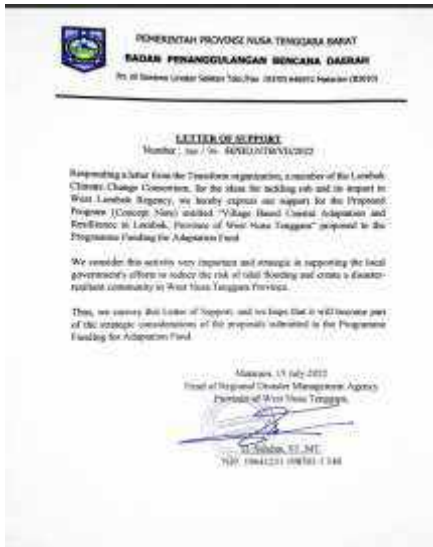 PEMERINTAH PROVINSI NUSA TENGGARA BARAT
BADAN PENANGGULANGAN BENCANA DAERAH
LETTER OF SUPPORT
Number :
Responding a letter from the Transform organization, a member of the Lombok
Climate Change Consortium, for the ideas for tackling rob and its impact in
West Lombok Regency, we hereby express our support for the Proposed
Program (Concept Note) entitled "Village Based Coastal Adaptation and
Resilience in Lombok, Province of West Nusa Tenggara" proposed to the
Programme Funding for Adaptation Fund
We consider this activity very important and strategic in supporting the local
government's efforts to reduce the risk of tidal flooding and create a disaster-
resilient community in West Nusa Tenggara Province.
Thus, we convey this Letter of Support, and we hope that it will become part
of the strategic considerations of the proposals submitted to the Programme
Funding for Adaptation Fund
Mataram, 15 July 2022
Head of Regional Disaster Management Agency
Province of West Nusa Tenggara,